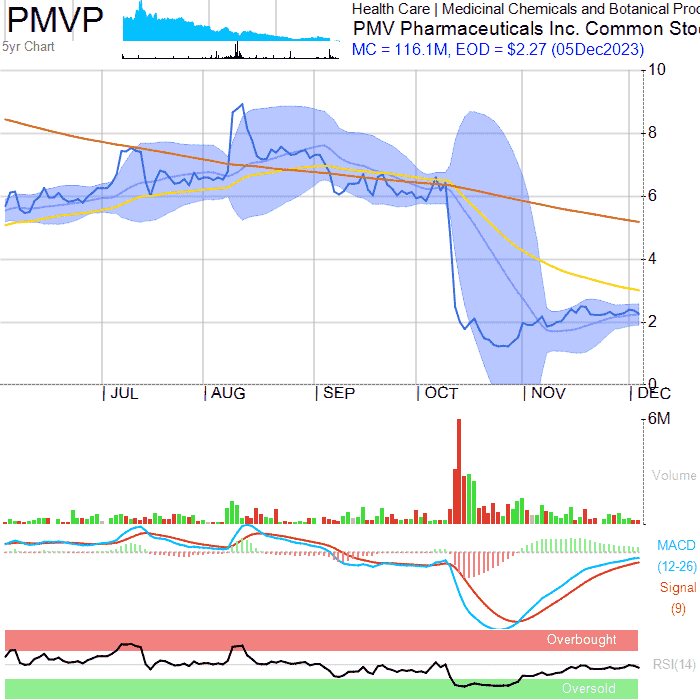 PMVP
5yr Chart
Health Care | Medicinal Chemicals and Botanical Pro
PMV Pharmaceuticals Inc. Common Sto
MC = 116.1M, EOD = $2.27 (05Dec2023)
10
8
6
4
2
0
JUL AUG SEP OCT NOV DEC
6M
Volume
MACD
(12-26)
Signal
(9)
Overbought
RSI(14)
Oversold